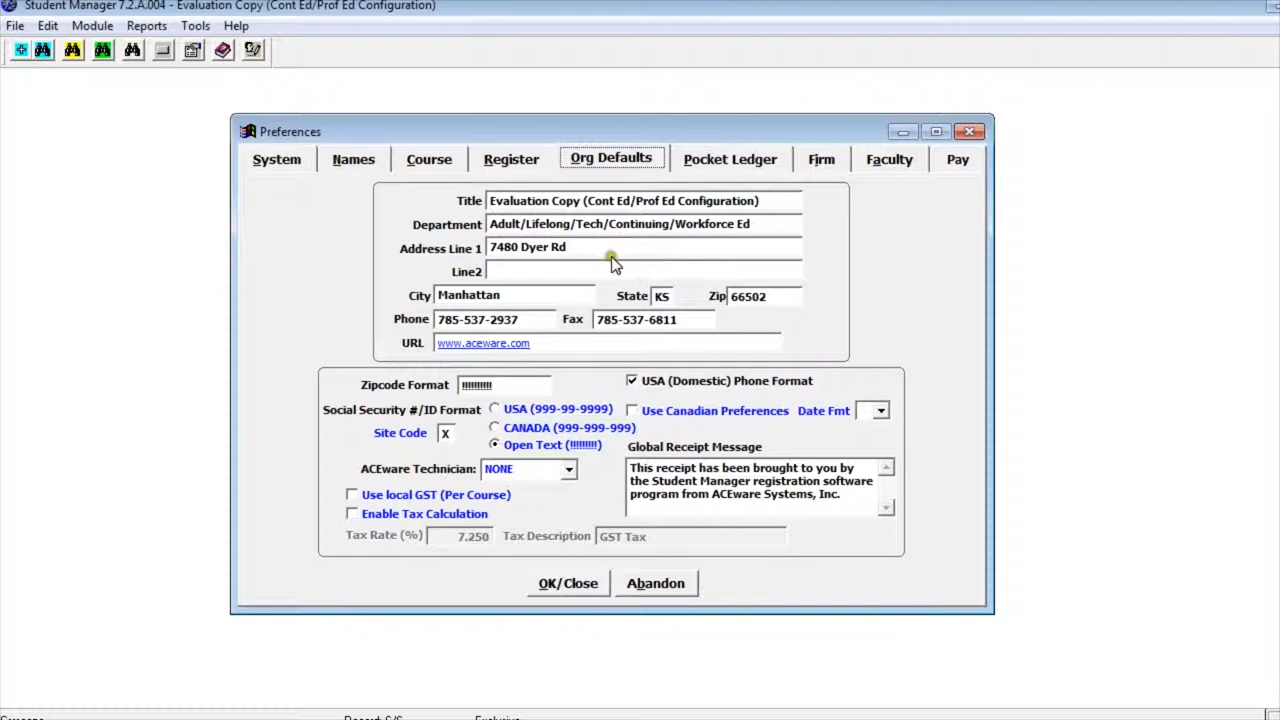 Student Manager 7.2.A.004 - Evaluation Copy (Cont Ed/Prof Ed Configuration)
File Edit Module Reports Tools Help
Preferences
System Names Course Register Org Defaults Pocket Ledger Firm Faculty Pay
Title Evaluation Copy (Cont Ed/Prof Ed Configuration)
Department Adult/Lifelong/Tech/Continuing/Workforce Ed
Address Line 1 7480 Dyer Rd
Line2
City Manhattan State KS Zip 66502
Phone 785-537-2937 Fax 785-537-6811
URL www.aceware.com
Zipcode Format !!!!!!!!!!
USA (Domestic) Phone Format
Social Security #/ID Format USA (999-99-9999)
Use Canadian Preferences Date Fmt
CANADA (999-999-999)
Site Code X
Open Text (!!!!!!!!!)
Global Receipt Message
ACEware Technician: NONE
This receipt has been brought to you by
the Student Manager registration software
program from ACEware Systems, Inc.
Use local GST (Per Course)
Enable Tax Calculation
Tax Rate (%) 7.250 Tax Description GST Tax
OK/Close Abandon